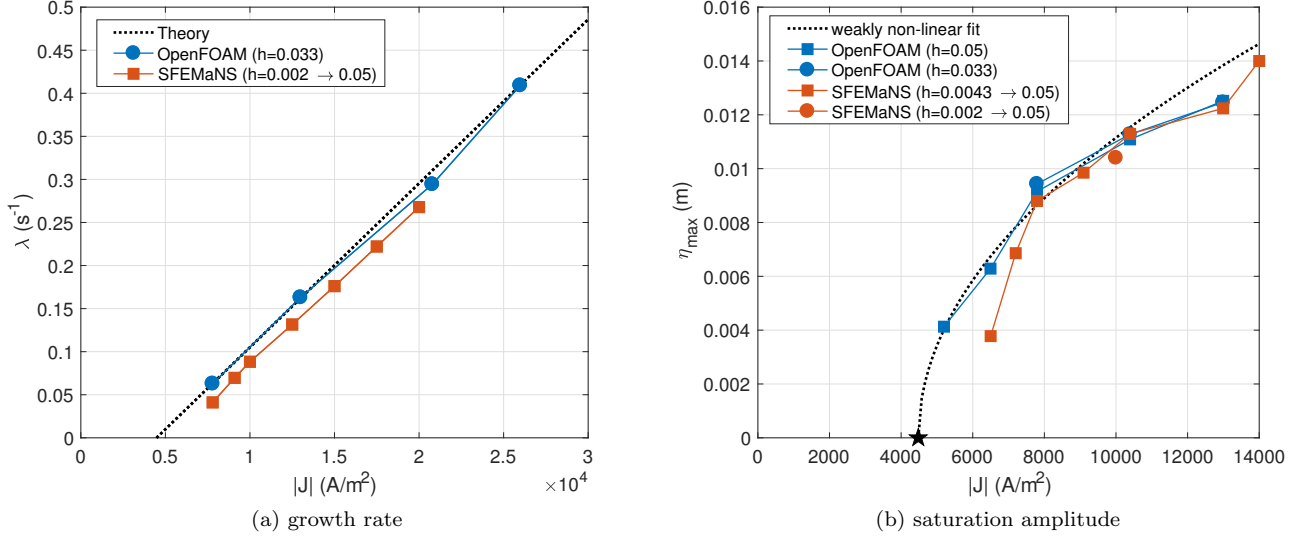 Theory
OpenFOAM (h=0.033)
SFEMaNS (h=0.002 → 0.05)
0.5
0.45
0.4
0.35
0.3
0.25
0.2
0.15
0.1
0.05
0
λ (s⁻¹)
0 0.5 1 1.5 2 2.5 3
|J| (A/m²)
×10⁴
(a) growth rate
weakly non-linear fit
OpenFOAM (h=0.05)
OpenFOAM (h=0.033)
SFEMaNS (h=0.0043 → 0.05)
SFEMaNS (h=0.002 → 0.05)
0.016
0.014
0.012
0.01
0.008
0.006
0.004
0.002
0
η_max (m)
0 2000 4000 6000 8000 10000 12000 14000
|J| (A/m²)
(b) saturation amplitude